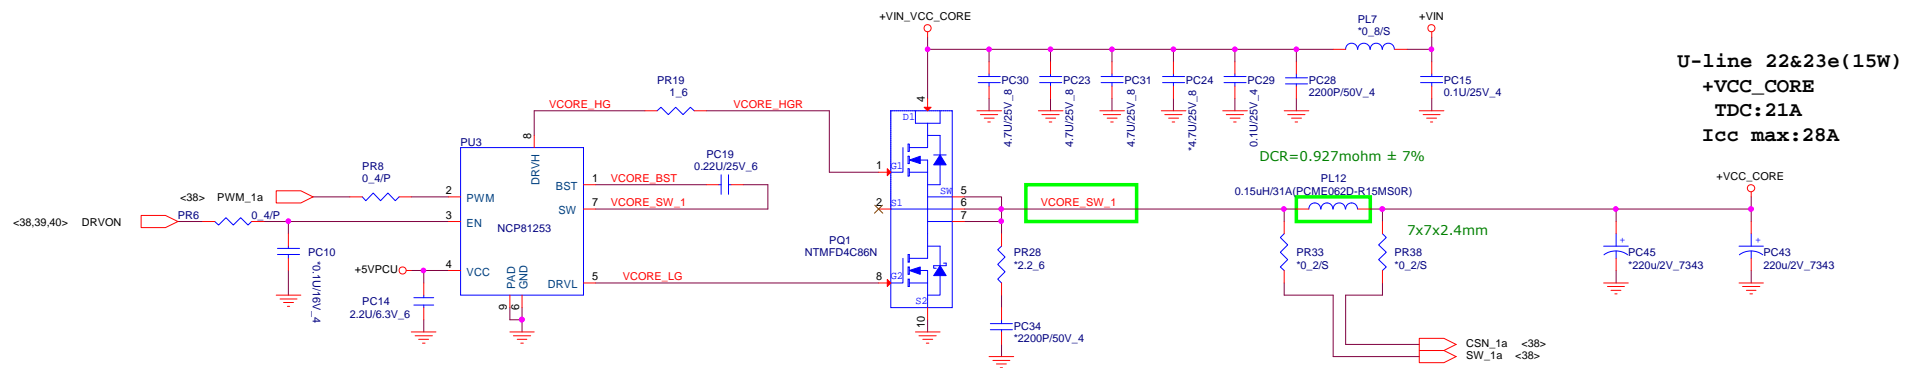 +VIN_VCC_CORE
PL7
*0_8/S
+VIN
U-line 22&23e(15W)
+VCC_CORE
TDC:21A
Icc max:28A
PC30
4.7U/25V_8
PC23
4.7U/25V_8
PC31
4.7U/25V_8
PC24
*4.7U/25V_8
PC29
0.1U/25V_4
PC28
2200P/50V_4
PC15
0.1U/25V_4
PR19
1_6
VCORE_HG
VCORE_HGR
4
D1
8
PU3
DRVH
PR8
0_4/P
PC19
0.22U/25V_6
1
G1
DCR=0.927mohm ± 7%
PL12
0.15uH/31A(PCME062D-R15MS0R)
+VCC_CORE
<38> PWM_1a
2
PWM
BST
1
VCORE_BST
SW
7
VCORE_SW_1
SW
5
6
7
2
S1
VCORE_SW_1
<38,39,40> DRVON
PR6
0_4/P
3
EN
NCP81253
7x7x2.4mm
PC10
*0.1U/16V_4
PQ1
NTMFD4C86N
PR28
*2.2_6
PR33
*0_2/S
PR38
*0_2/S
PC45
*220u/2V_7343
+
PC43
220u/2V_7343
+
+5VPCU
4
VCC
PAD
GND
DRVL
5
VCORE_LG
8
G2
S2
PC14
2.2U/6.3V_6
9
6
10
PC34
*2200P/50V_4
CSN_1a <38>
SW_1a <38>